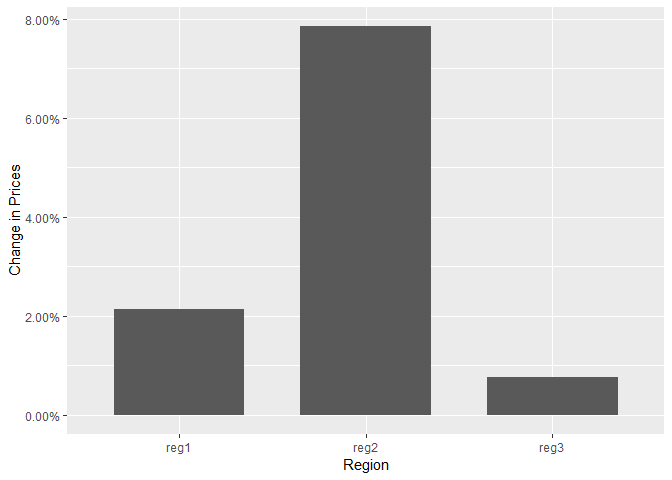 8.00%
6.00%
4.00%
2.00%
0.00%
Change in Prices
reg1 reg2 reg3
Region